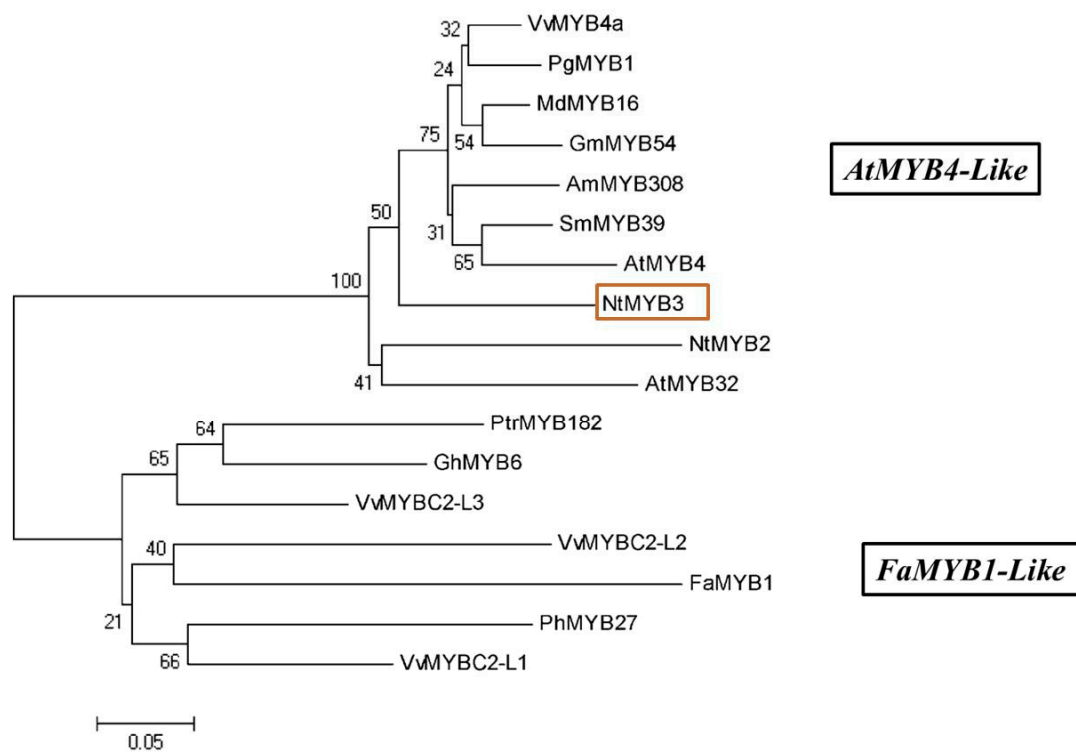 VvMYB4a
32
PgMYB1
24
MdMYB16
75
54
GmMYB54
AtMYB4-Like
AmMYB308
50
SmMYB39
31
65
AtMYB4
100
NtMYB3
NtMYB2
41
AtMYB32
64
PtrMYB182
65
GhMYB6
VvMYBC2-L3
40
VvMYBC2-L2
FaMYB1-Like
FaMYB1
21
PhMYB27
66
VvMYBC2-L1
0.05